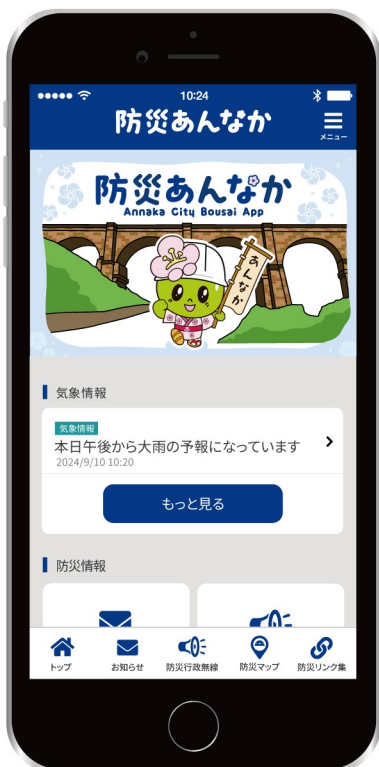 10:24
防災あんなか
メニュー
防災あんなか
Annaka City Bousai App
あんなか
気象情報
気象情報
本日午後から大雨の予報になっています
2024/9/10 10:20
もっと見る
防災情報
トップ
お知らせ
防災行政無線
防災マップ
防災リンク集